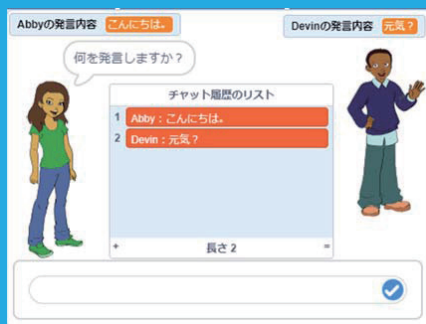 Abbyの発言内容 こんにちは。
Devinの発言内容 元気？
何を発言しますか？
チャット履歴のリスト
1 Abby：こんにちは。
2 Devin：元気？
+ 長さ 2 =